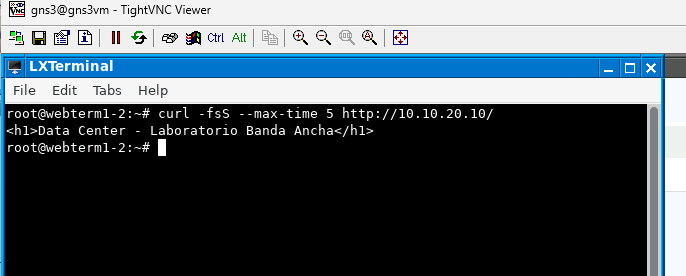 gns3@gns3vm - TightVNC Viewer
Ctrl Alt
LXTerminal
File Edit Tabs Help
root@webterm1-2:~# curl -fsS --max-time 5 http://10.10.20.10/
<h1>Data Center - Laboratorio Banda Ancha</h1>
root@webterm1-2:~#